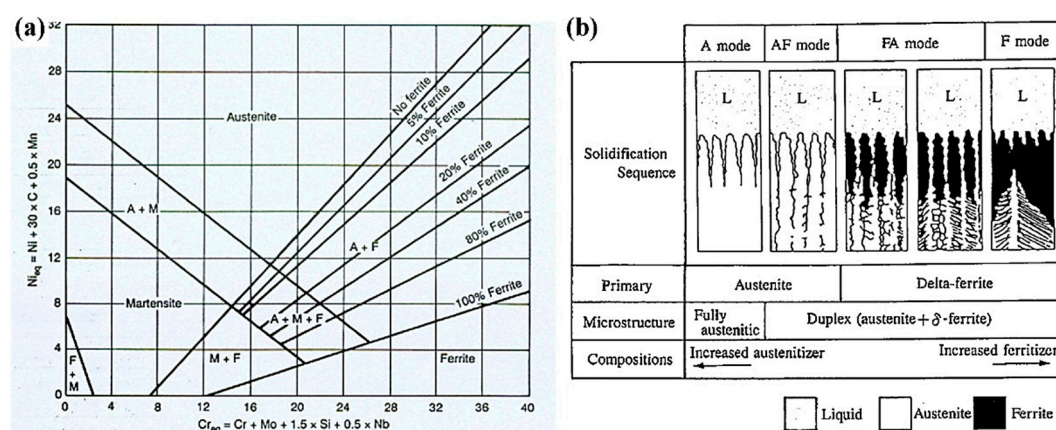 (a)
32
28
24
20
16
12
8
4
0
Ni_eq = Ni + 30 × C + 0.5 × Mn
Austenite
No ferrite
5% Ferrite
10% Ferrite
20% Ferrite
40% Ferrite
80% Ferrite
100% Ferrite
A + M
A + F
Martensite
A + M + F
M + F
Ferrite
F
+
M
0 4 8 12 16 20 24 28 32 36 40
Cr_eq = Cr + Mo + 1.5 × Si + 0.5 × Nb
(b)
A mode AF mode FA mode F mode
Solidification
Sequence
L L L L L
Primary Austenite Delta-ferrite
Microstructure Fully
austenitic Duplex (austenite+δ-ferrite)
Compositions Increased austenitizer Increased ferritizer
Liquid Austenite Ferrite